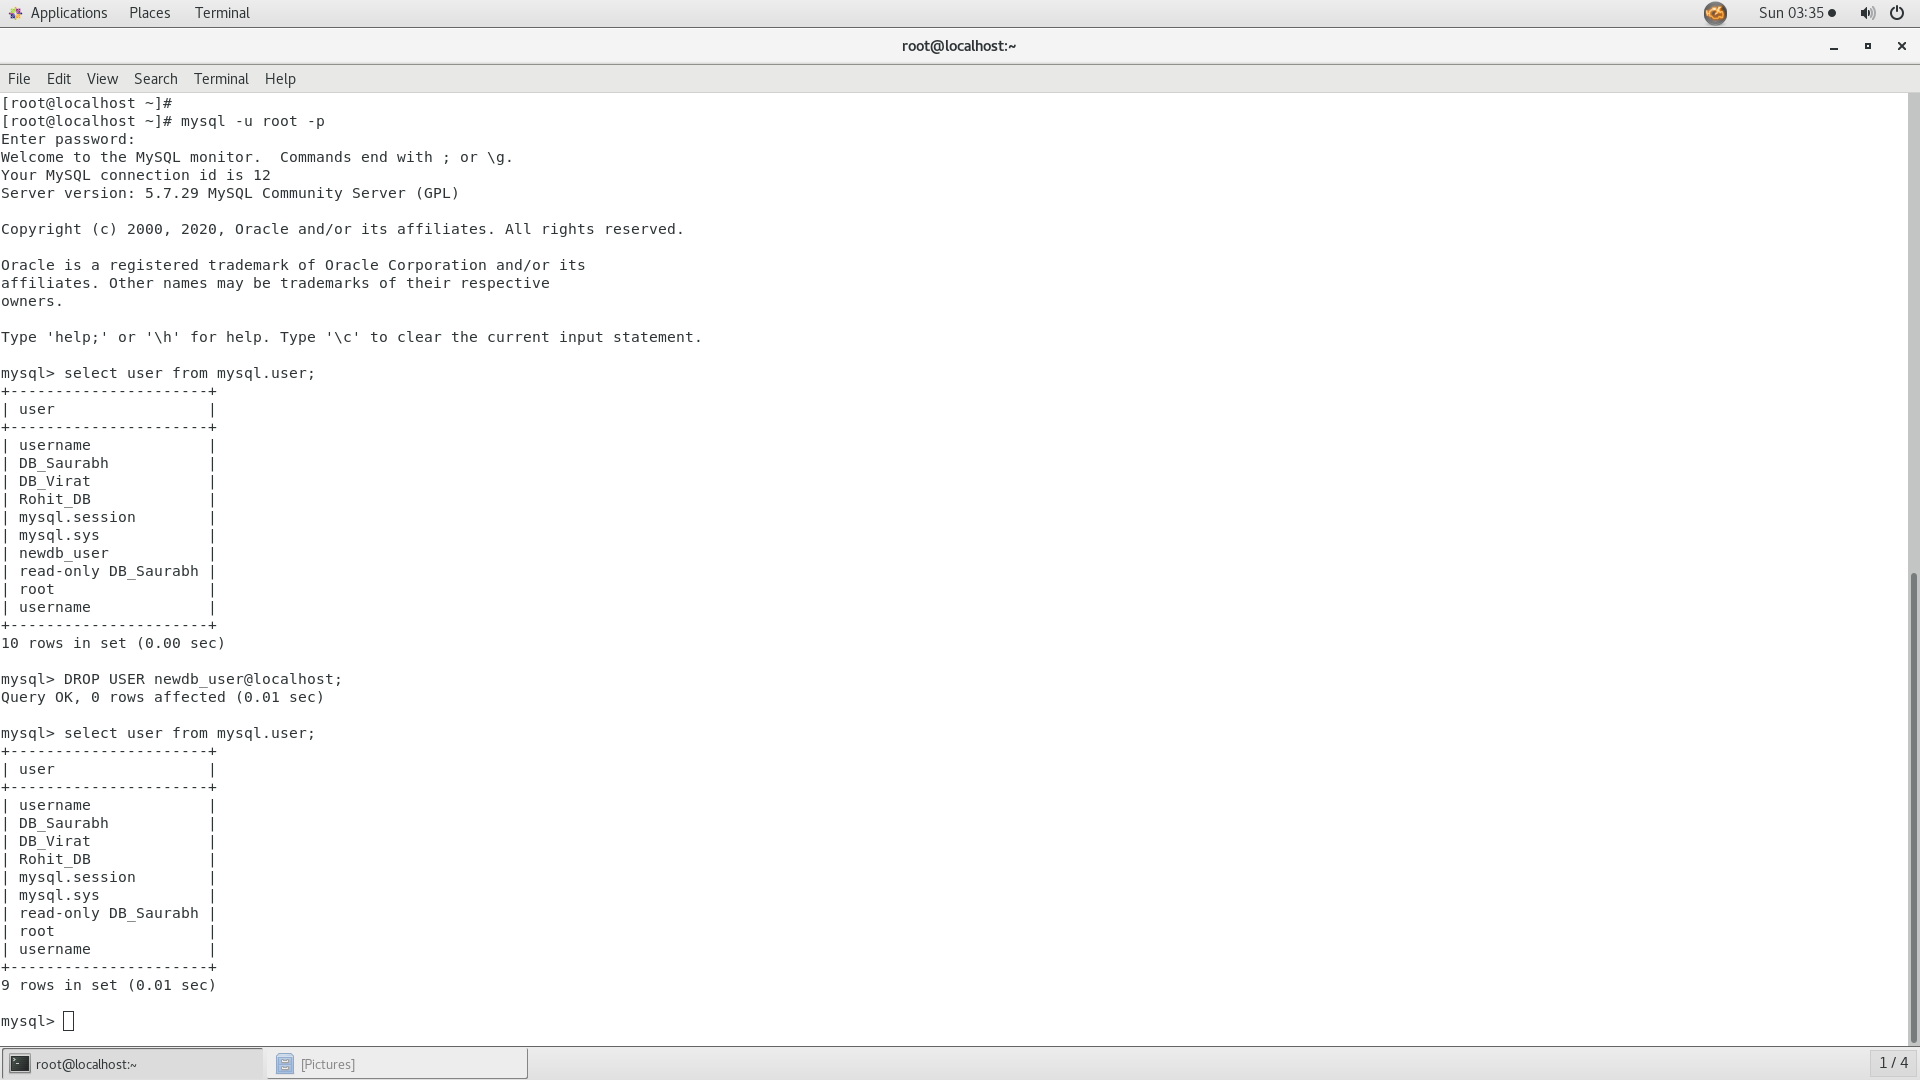 Applications Places Terminal Sun 03:35
root@localhost:~
File Edit View Search Terminal Help
[root@localhost ~]#
[root@localhost ~]# mysql -u root -p
Enter password:
Welcome to the MySQL monitor.  Commands end with ; or \g.
Your MySQL connection id is 12
Server version: 5.7.29 MySQL Community Server (GPL)

Copyright (c) 2000, 2020, Oracle and/or its affiliates. All rights reserved.

Oracle is a registered trademark of Oracle Corporation and/or its
affiliates. Other names may be trademarks of their respective
owners.

Type 'help;' or '\h' for help. Type '\c' to clear the current input statement.

mysql> select user from mysql.user;
+----------------------+
| user                 |
+----------------------+
| username             |
| DB_Saurabh           |
| DB_Virat             |
| Rohit_DB             |
| mysql.session        |
| mysql.sys            |
| newdb_user           |
| read-only DB_Saurabh |
| root                 |
| username             |
+----------------------+
10 rows in set (0.00 sec)

mysql> DROP USER newdb_user@localhost;
Query OK, 0 rows affected (0.01 sec)

mysql> select user from mysql.user;
+----------------------+
| user                 |
+----------------------+
| username             |
| DB_Saurabh           |
| DB_Virat             |
| Rohit_DB             |
| mysql.session        |
| mysql.sys            |
| read-only DB_Saurabh |
| root                 |
| username             |
+----------------------+
9 rows in set (0.01 sec)

mysql>
root@localhost:~ [Pictures] 1 / 4